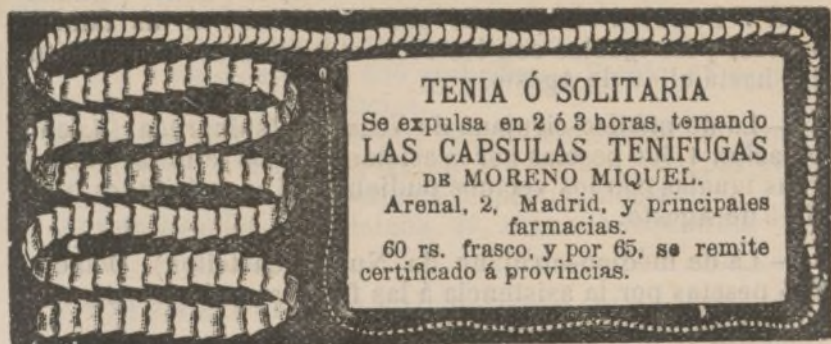 TENIA Ó SOLITARIA
Se expulsa en 2 ó 3 horas, tomando
LAS CAPSULAS TENIFUGAS
DE MORENO MIQUEL.
Arenal, 2, Madrid, y principales
farmacias.
60 rs. frasco, y por 65, se remite
certificado á provincias.